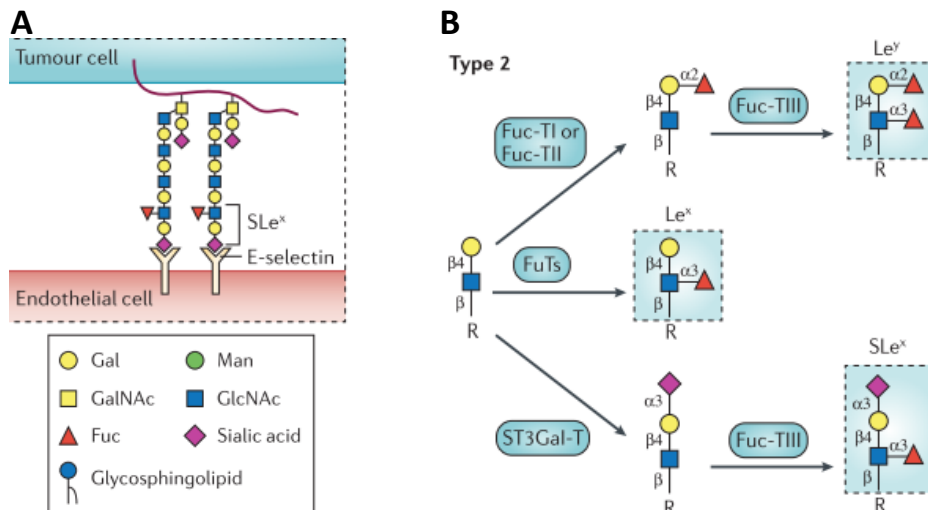 A
Tumour cell
SLeˣ
E-selectin
Endothelial cell
Gal
Man
GalNAc
GlcNAc
Fuc
Sialic acid
Glycosphingolipid
B
Type 2
Leʸ
α2
α2
Fuc-TIII
β4
β4
α3
Fuc-TI or
Fuc-TII
β
β
R
R
Leˣ
β4
FuTs
β4
α3
β
β
R
R
SLeˣ
α3
α3
ST3Gal-T
β4
Fuc-TIII
β4
α3
β
β
R
R